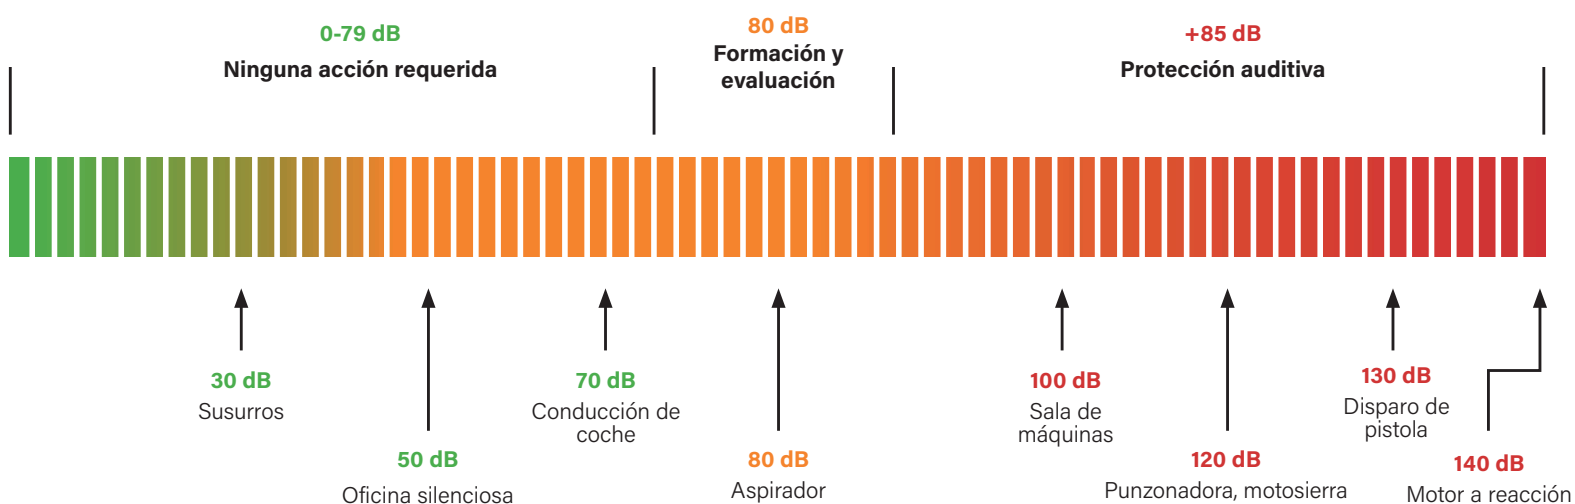 0-79 dB
Ninguna acción requerida
80 dB
Formación y
evaluación
+85 dB
Protección auditiva
30 dB
Susurros
50 dB
Oficina silenciosa
70 dB
Conducción de
coche
80 dB
Aspirador
100 dB
Sala de
máquinas
120 dB
Punzonadora, motosierra
130 dB
Disparo de
pistola
140 dB
Motor a reacción